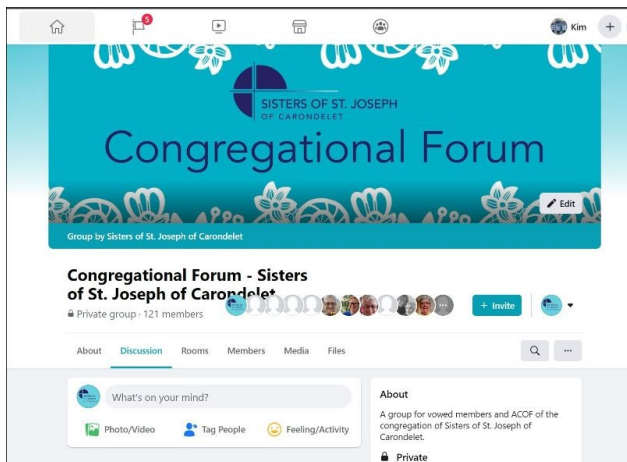 5
Kim
SISTERS OF ST. JOSEPH
OF CARONDELET
Congregational Forum
Edit
Group by Sisters of St. Joseph of Carondelet
Congregational Forum - Sisters
of St. Joseph of Carondelet
Private group · 121 members
+ Invite
About Discussion Rooms Members Media Files
What's on your mind?
Photo/Video Tag People Feeling/Activity
About
A group for vowed members and ACOF of the
congregation of Sisters of St. Joseph of
Carondelet.
Private